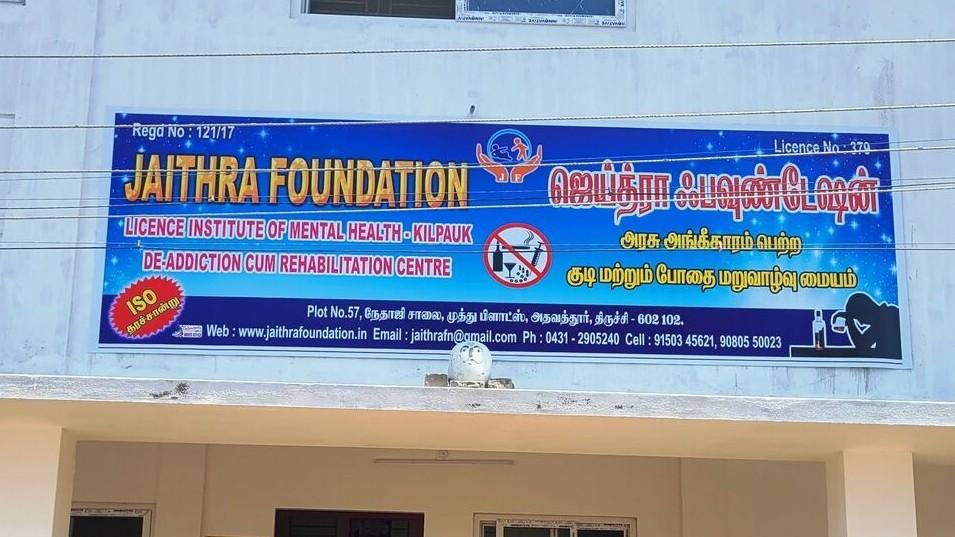 Regd No : 121/17
Licence No : 379
JAITHRA FOUNDATION
ஜெய்த்ரா ஃபவுண்டேஷன்
LICENCE INSTITUTE OF MENTAL HEALTH - KILPAUK
அரசு அங்கீகாரம் பெற்ற
DE-ADDICTION CUM REHABILITATION CENTRE
குடி மற்றும் போதை மறுவாழ்வு மையம்
ISO
தரச்சான்று
Plot No.57, நேதாஜி சாலை, முத்து பிளாட்ஸ், அதவத்தூர், திருச்சி - 602 102.
Web : www.jaithrafoundation.in Email : jaithrafn@gmail.com Ph : 0431 - 2905240 Cell : 91503 45621, 90805 50023